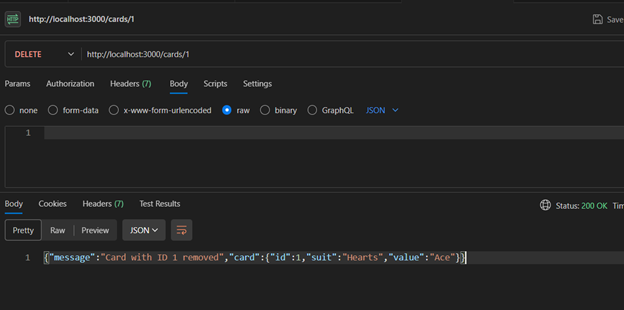 HTTP http://localhost:3000/cards/1 Save
DELETE http://localhost:3000/cards/1
Params Authorization Headers (7) Body Scripts Settings
none form-data x-www-form-urlencoded raw binary GraphQL JSON
1
Body Cookies Headers (7) Test Results Status: 200 OK Tim
Pretty Raw Preview JSON
1 {"message":"Card with ID 1 removed","card":{"id":1,"suit":"Hearts","value":"Ace"}}